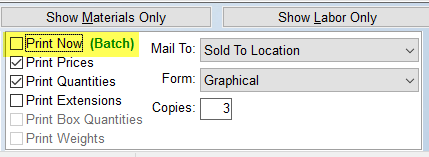 Show Materials Only Show Labor Only
Print Now (Batch) Mail To: Sold To Location
Print Prices
Print Quantities Form: Graphical
Print Extensions Copies: 3
Print Box Quantities
Print Weights